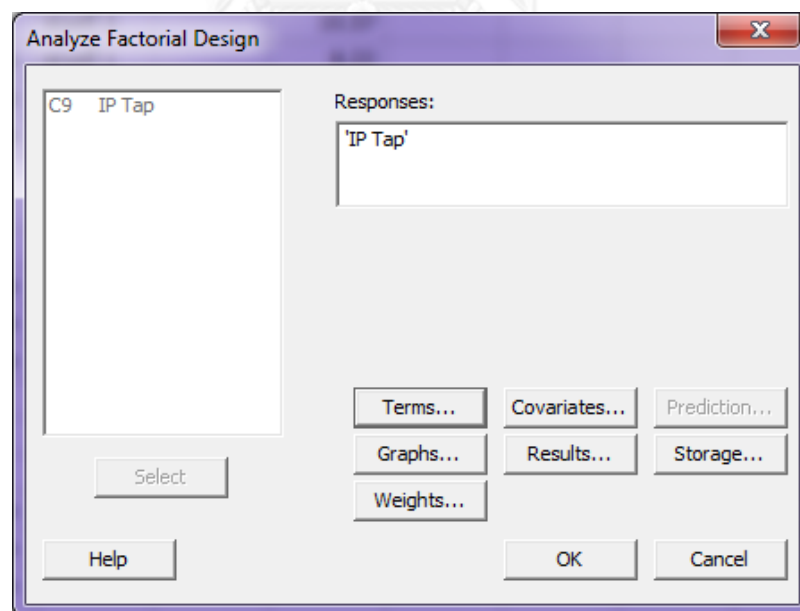 Analyze Factorial Design
C9 IP Tap
Responses:
'IP Tap'
Terms...
Covariates...
Prediction...
Graphs...
Results...
Storage...
Select
Weights...
Help
OK
Cancel